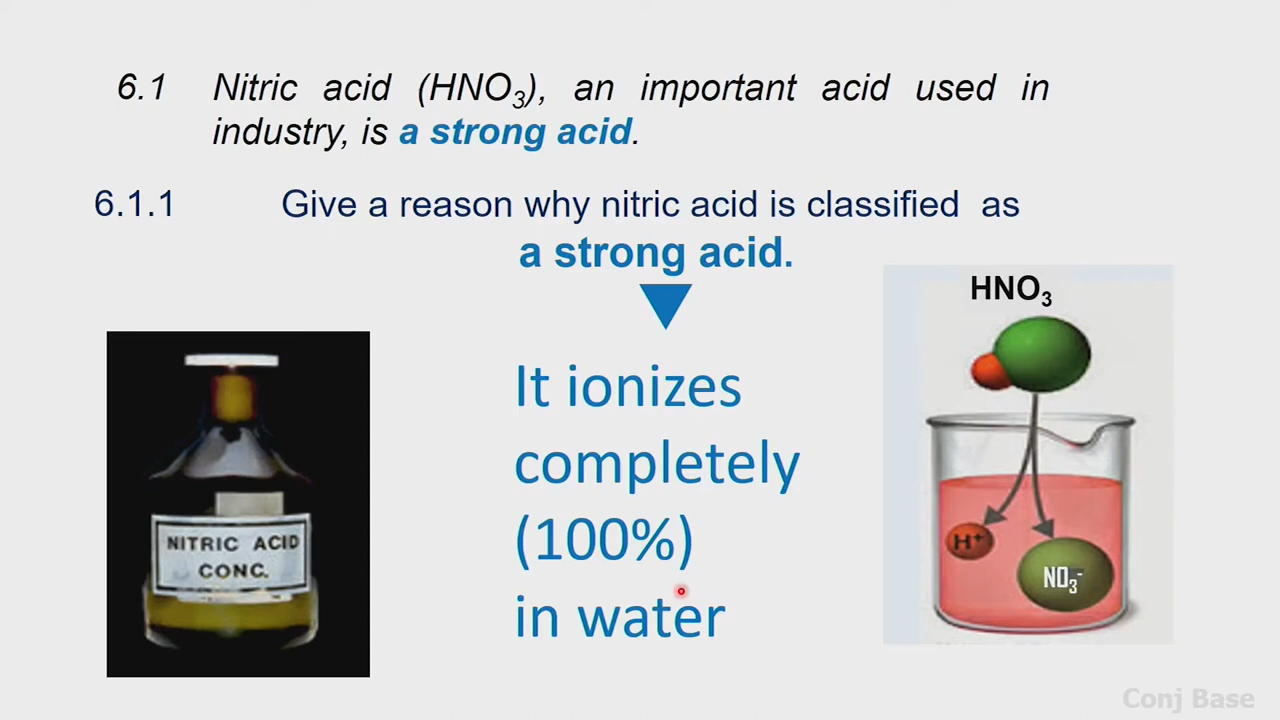 6.1 Nitric acid (HNO₃), an important acid used in
industry, is a strong acid.
6.1.1 Give a reason why nitric acid is classified as
a strong acid.
HNO₃
It ionizes
completely
(100%)
in water
NITRIC ACID
CONC.
H⁺
NO₃⁻
Conj Base